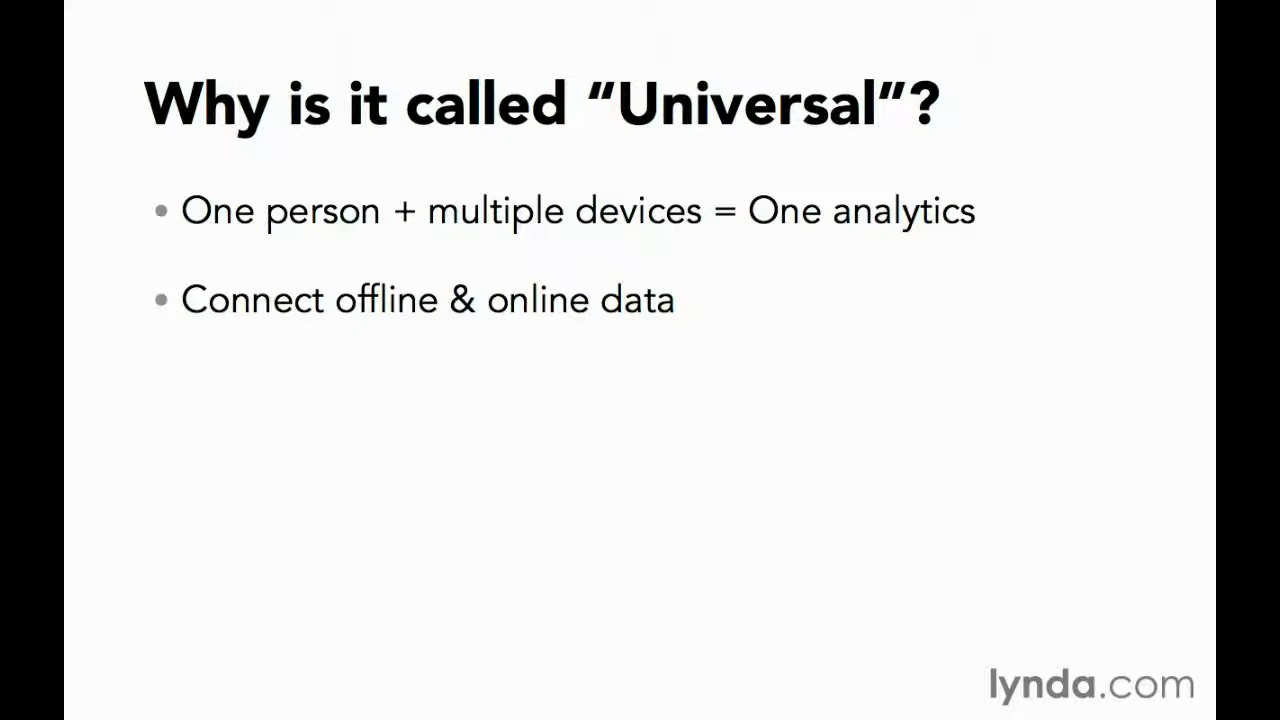 Why is it called “Universal”?
• One person + multiple devices = One analytics
• Connect offline & online data
lynda.com